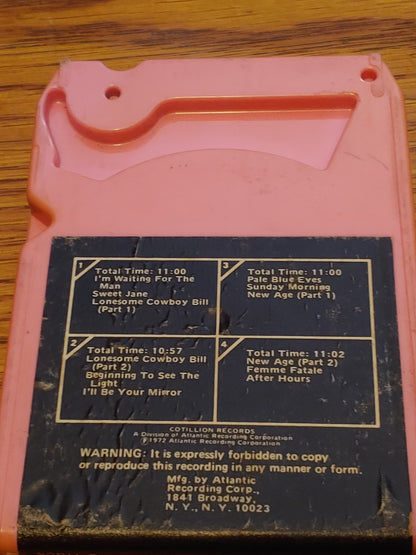 1
Total Time: 11:00
I'm Waiting For The
Man
Sweet Jane
Lonesome Cowboy Bill
(Part 1)
3
Total Time: 11:00
Pale Blue Eyes
Sunday Morning
New Age (Part 1)
2
Total Time: 10:57
Lonesome Cowboy Bill
(Part 2)
Beginning To See The
Light
I'll Be Your Mirror
4
Total Time: 11:02
New Age (Part 2)
Femme Fatale
After Hours
COTILLION RECORDS
A Division of Atlantic Recording Corporation
℗1972 Atlantic Recording Corporation
WARNING: It is expressly forbidden to copy
or reproduce this recording in any manner or form.
Mfg. by Atlantic
Recording Corp.,
1841 Broadway,
N. Y., N. Y. 10023